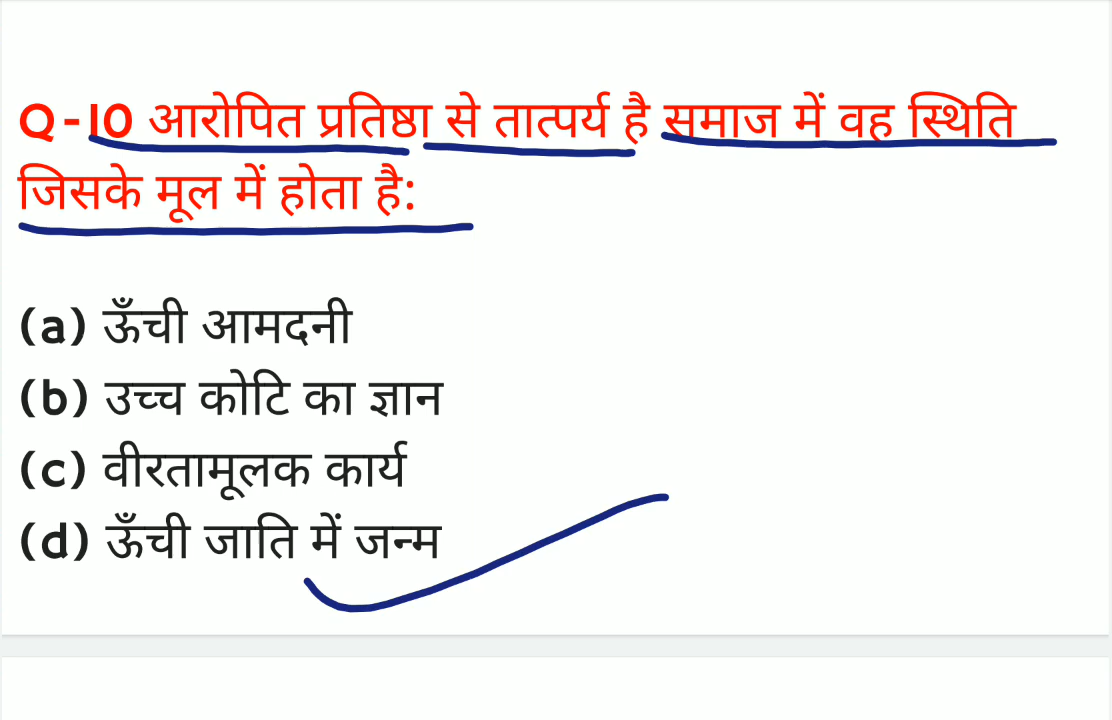 Q-10 आरोपित प्रतिष्ठा से तात्पर्य है समाज में वह स्थिति
जिसके मूल में होता है:
(a) ऊँची आमदनी
(b) उच्च कोटि का ज्ञान
(c) वीरतामूलक कार्य
(d) ऊँची जाति में जन्म